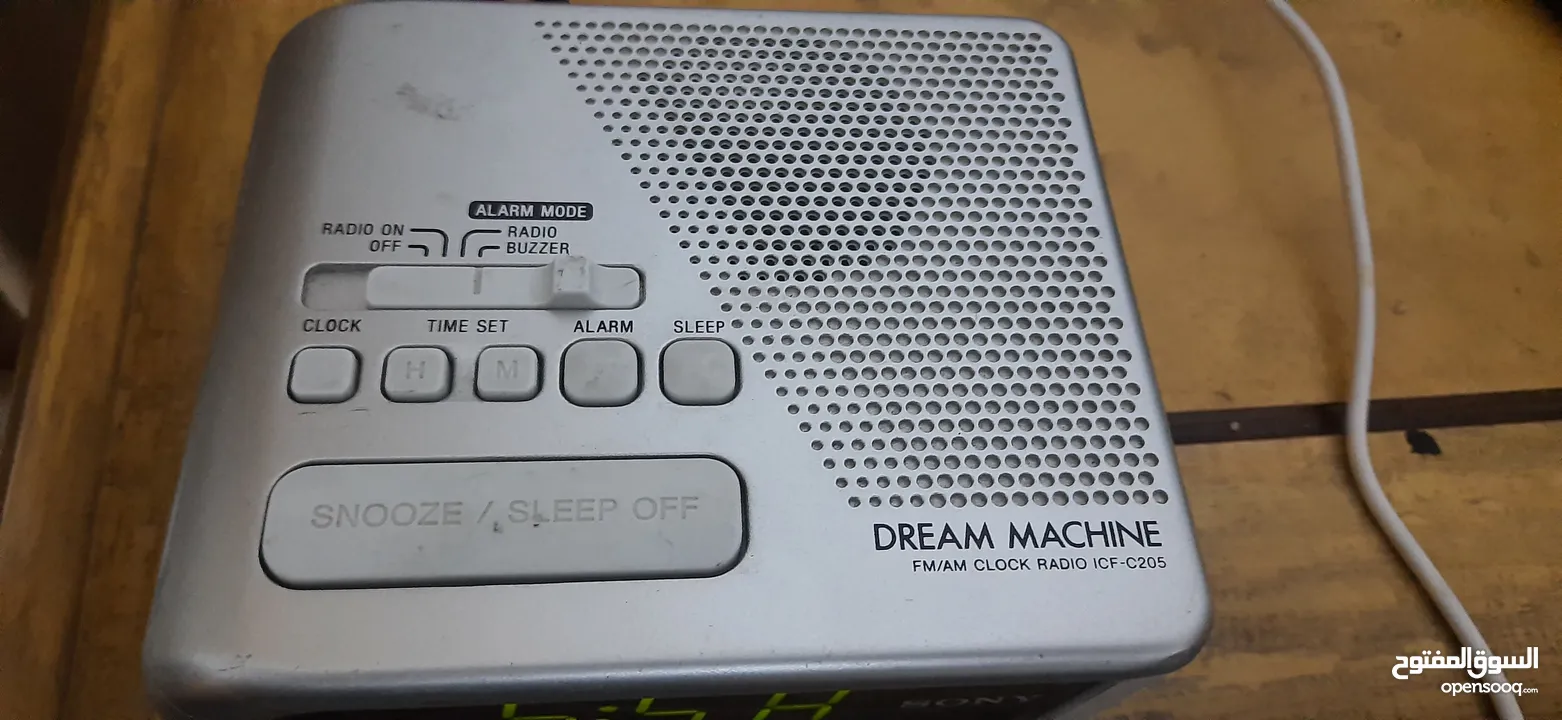 ALARM MODE
RADIO ON
RADIO
OFF
BUZZER
CLOCK
TIME SET
ALARM
SLEEP
H
M
SNOOZE / SLEEP OFF
DREAM MACHINE
FM/AM CLOCK RADIO ICF-C205
SONY
السوق المفتوح
opensooq.com